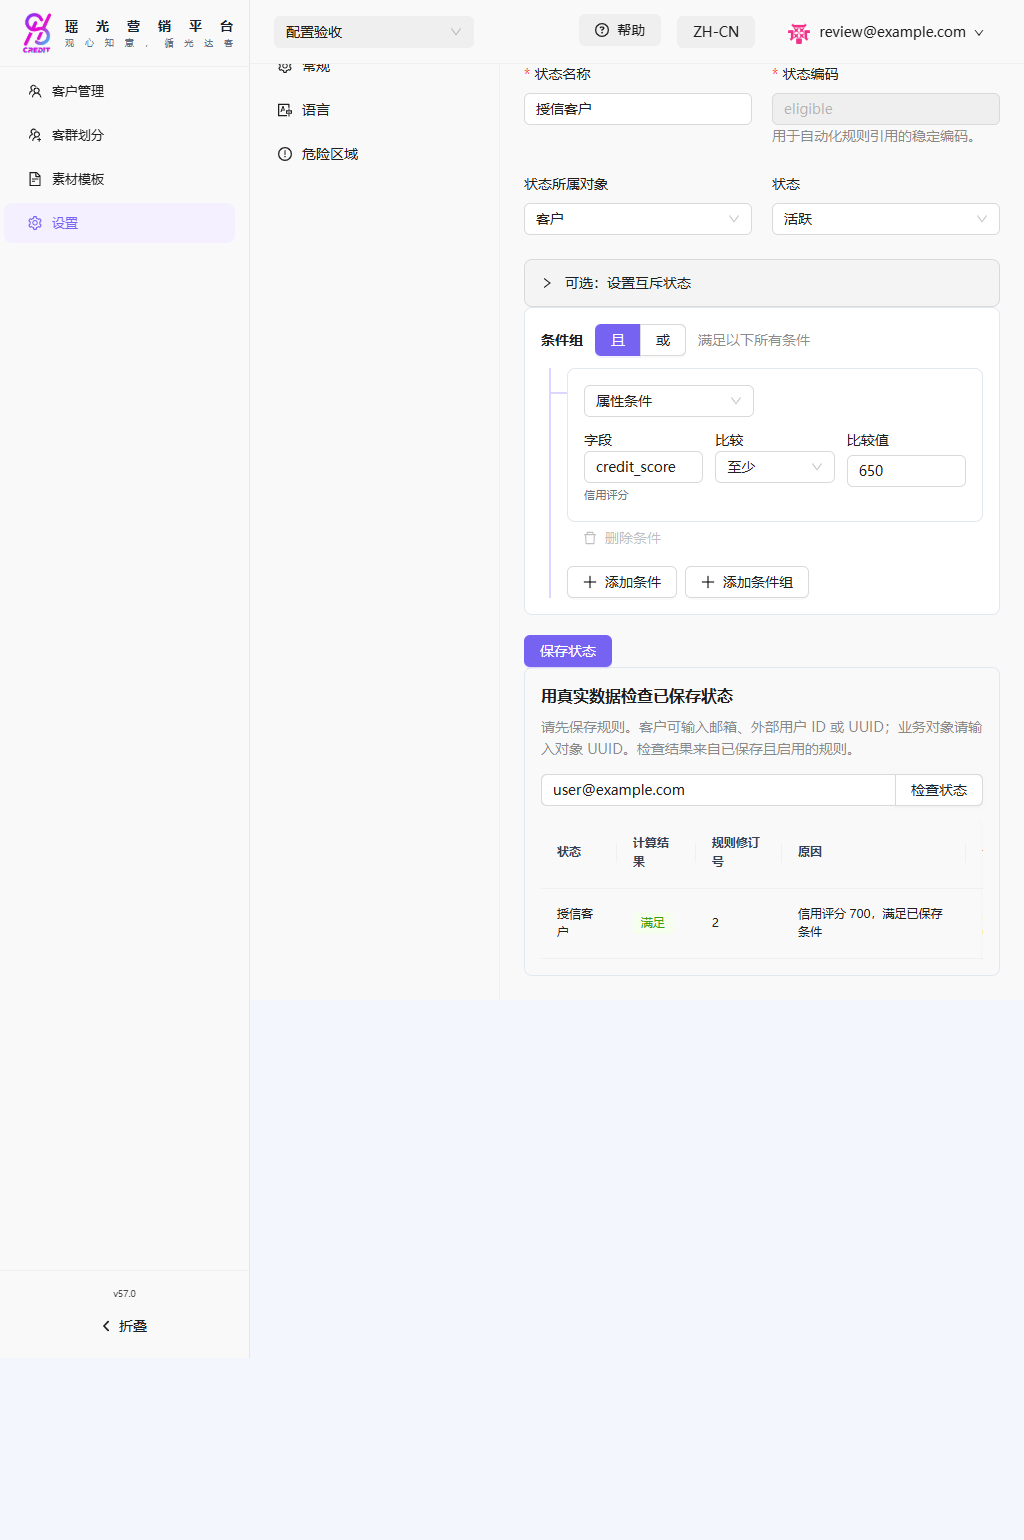 瑶光营销平台
观心知意，循光达客
CREDIT
配置验收
帮助
ZH-CN
review@example.com
客户管理
客群划分
素材模板
设置
常规
语言
危险区域
* 状态名称
* 状态编码
授信客户
eligible
用于自动化规则引用的稳定编码。
状态所属对象
状态
客户
活跃
可选：设置互斥状态
条件组
且
或
满足以下所有条件
属性条件
字段
比较
比较值
credit_score
至少
650
信用评分
删除条件
添加条件
添加条件组
保存状态
用真实数据检查已保存状态
请先保存规则。客户可输入邮箱、外部用户 ID 或 UUID；业务对象请输
入对象 UUID。检查结果来自已保存且启用的规则。
user@example.com
检查状态
状态
计算结
果
规则修订
号
原因
授信客
户
满足
2
信用评分 700，满足已保存
条件
v57.0
折叠